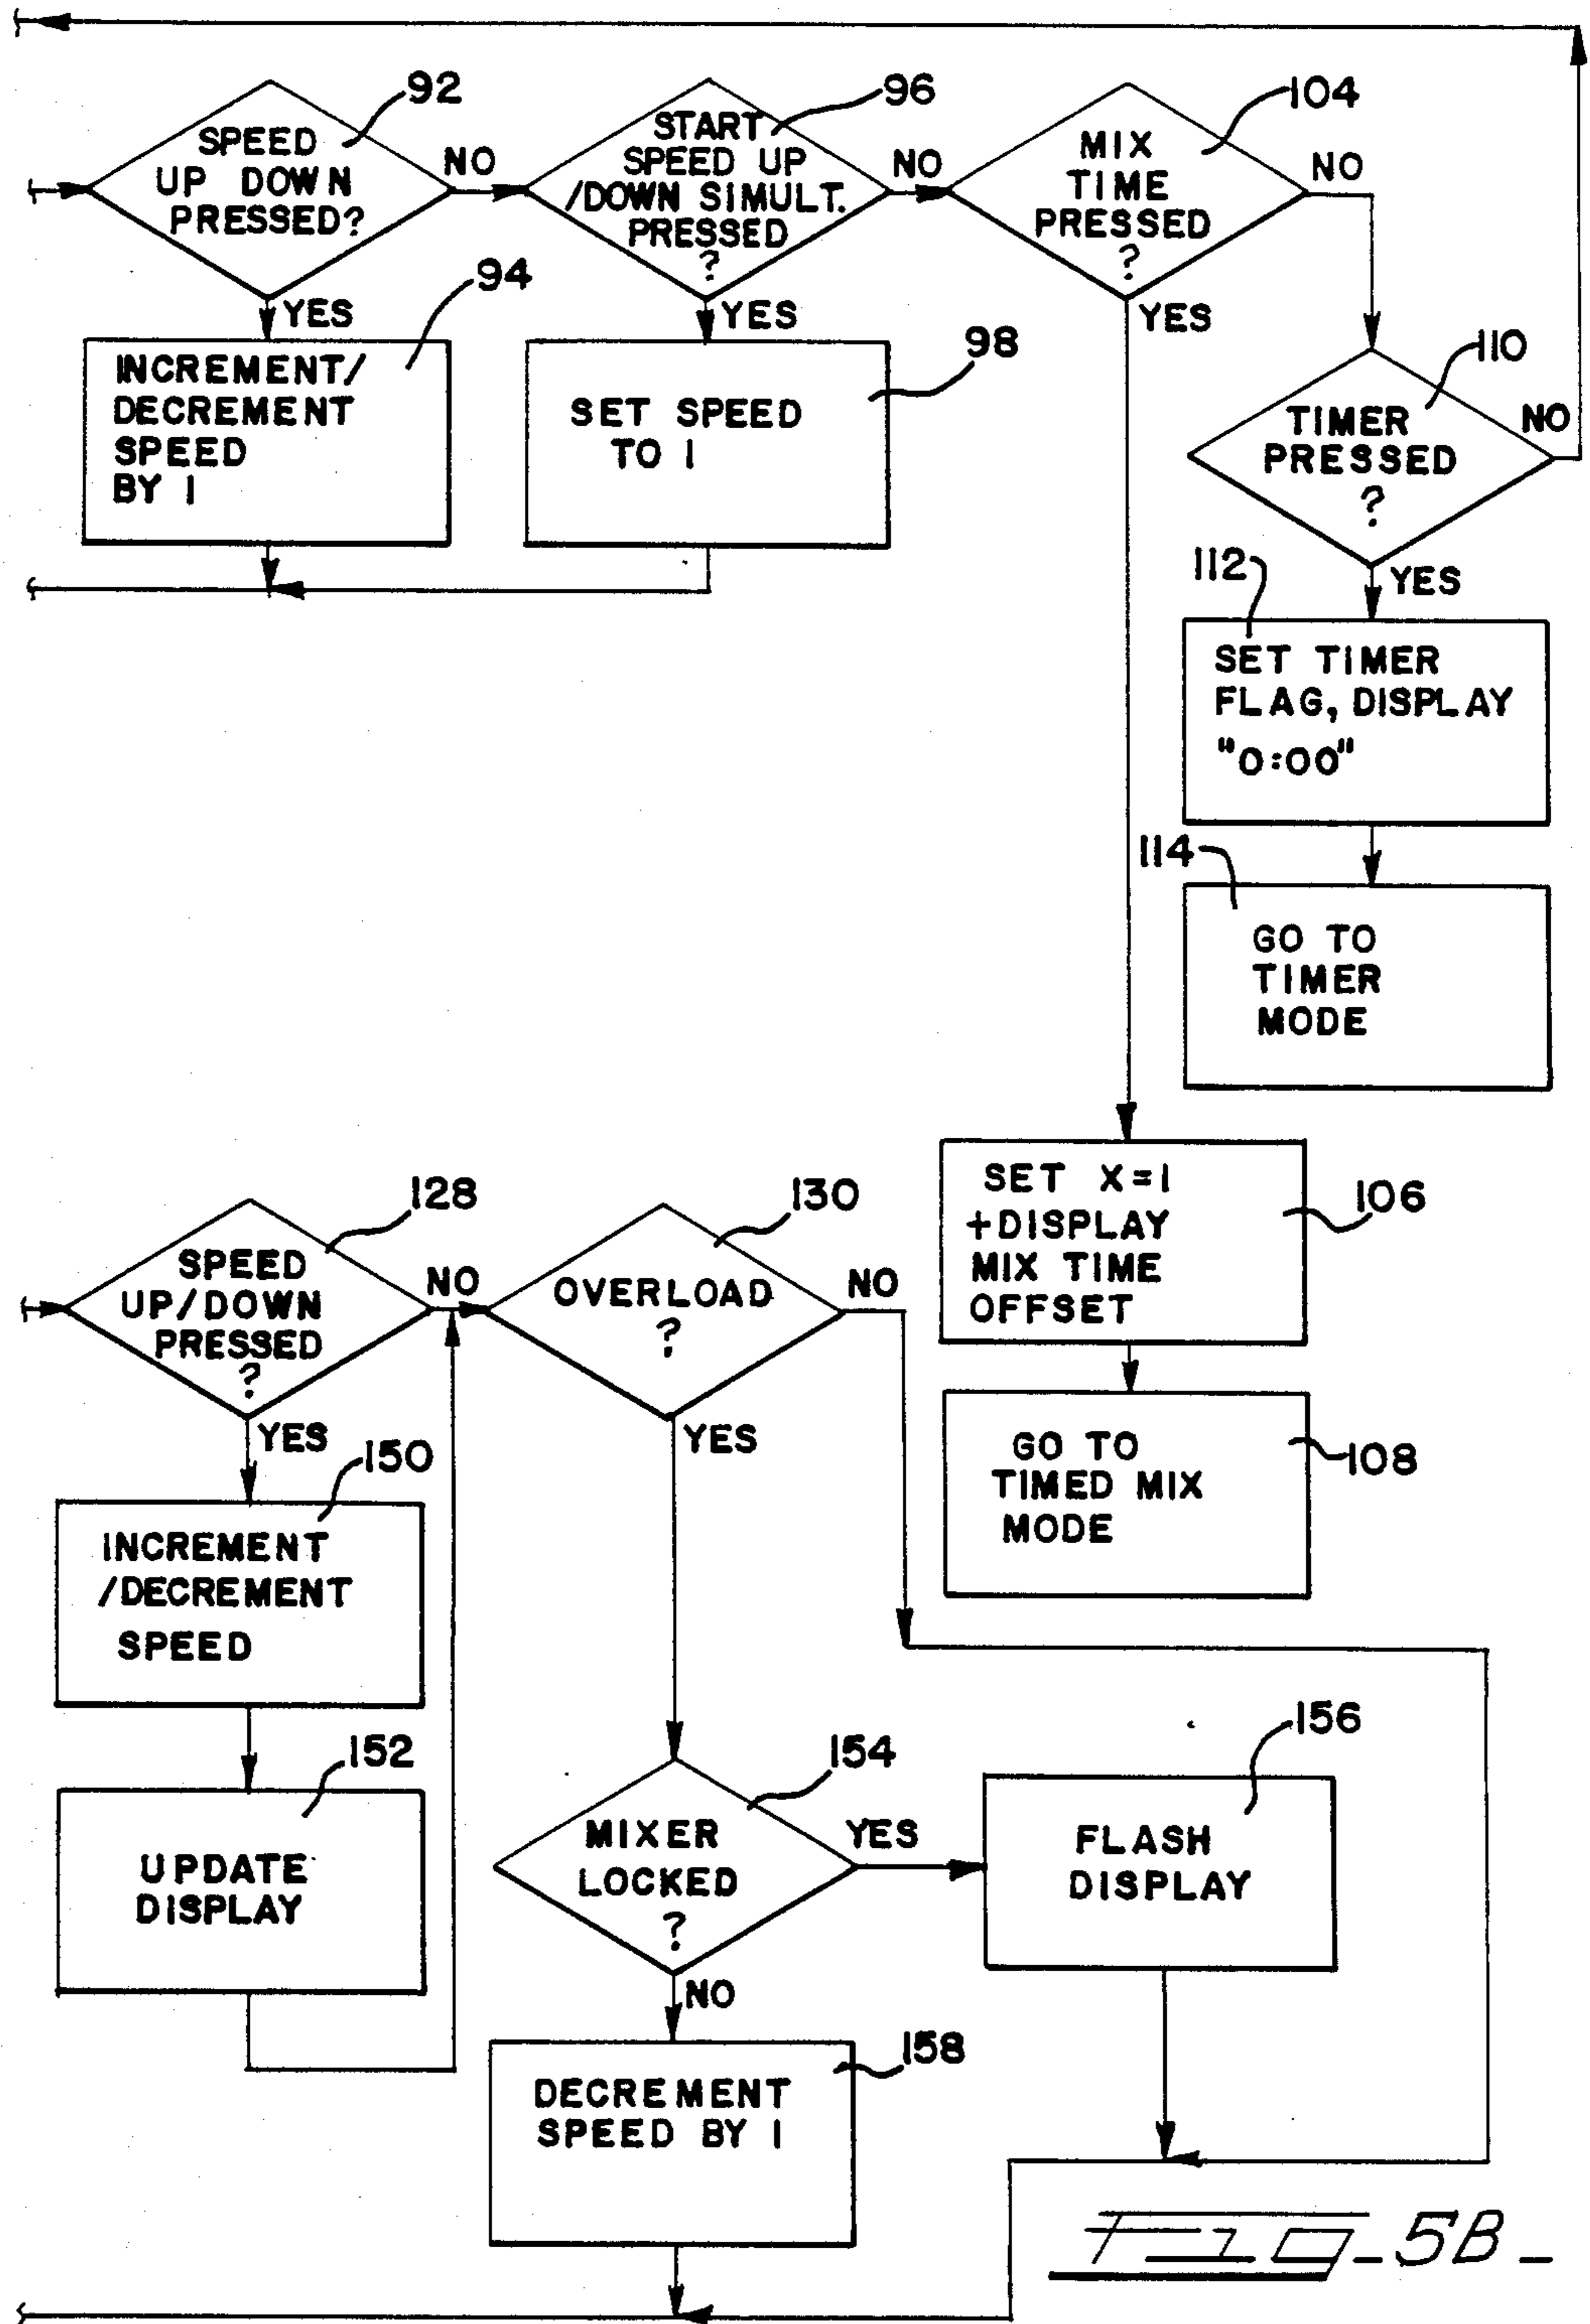 92
SPEED
UP DOWN
PRESSED?
NO
YES
94
INCREMENT/
DECREMENT
SPEED
BY 1
96
START
SPEED UP
/DOWN SIMULT.
PRESSED
?
NO
YES
98
SET SPEED
TO 1
104
MIX
TIME
PRESSED
?
NO
YES
110
TIMER
PRESSED
?
NO
YES
112
SET TIMER
FLAG, DISPLAY
"0:00"
114
GO TO
TIMER
MODE
106
SET X=1
+DISPLAY
MIX TIME
OFFSET
108
GO TO
TIMED MIX
MODE
128
SPEED
UP/DOWN
PRESSED
?
NO
YES
150
INCREMENT
/DECREMENT
SPEED
152
UPDATE
DISPLAY
130
OVERLOAD
?
NO
YES
154
MIXER
LOCKED
?
YES
NO
156
FLASH
DISPLAY
158
DECREMENT
SPEED BY 1
FIG_5B_